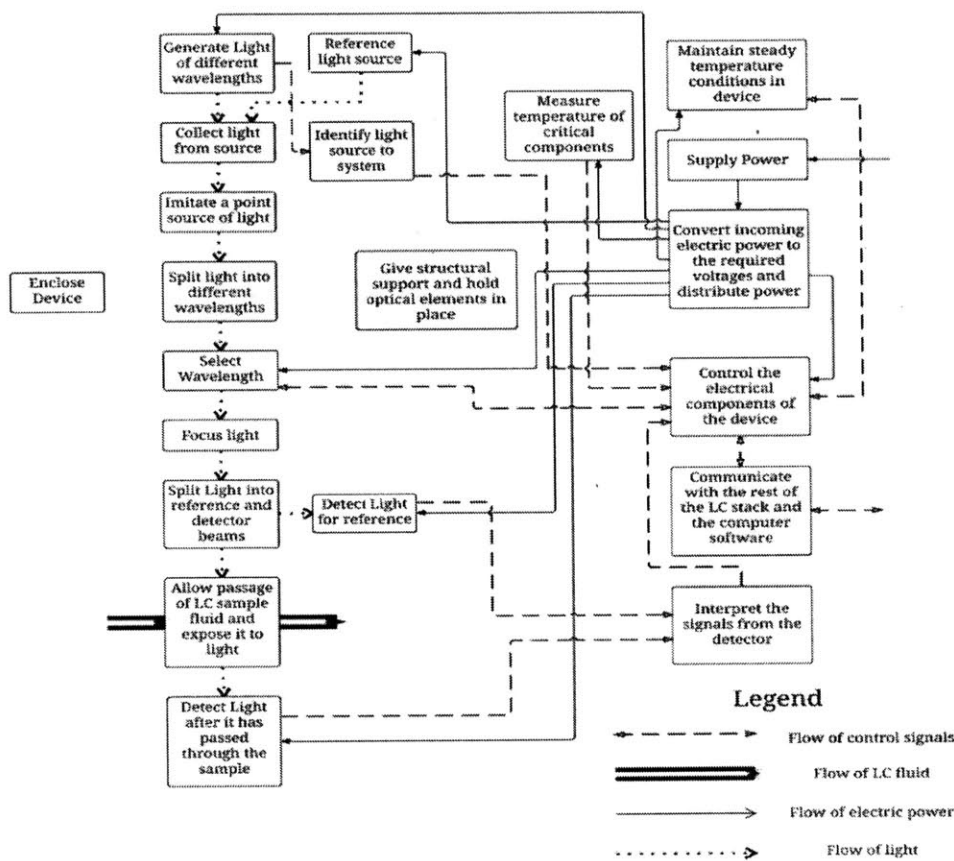 Generate Light
of different
wavelengths
Reference
light source
Maintain steady
temperature
conditions in
device
Measure
temperature of
critical
components
Collect light
from source
Identify light
source to
system
Supply Power
Imitate a point
source of light
Convert incoming
electric power to
the required
voltages and
distribute power
Enclose
Device
Split light into
different
wavelengths
Give structural
support and hold
optical elements in
place
Select
Wavelength
Control the
electrical
components of
the device
Focus light
Split Light into
reference and
detector
beams
Detect Light
for reference
Communicate
with the rest of
the LC stack and
the computer
software
Allow passage
of LC sample
fluid and
expose it to
light
Interpret the
signals from the
detector
Detect Light
after it has
passed
through the
sample
Legend
Flow of control signals
Flow of LC fluid
Flow of electric power
Flow of light